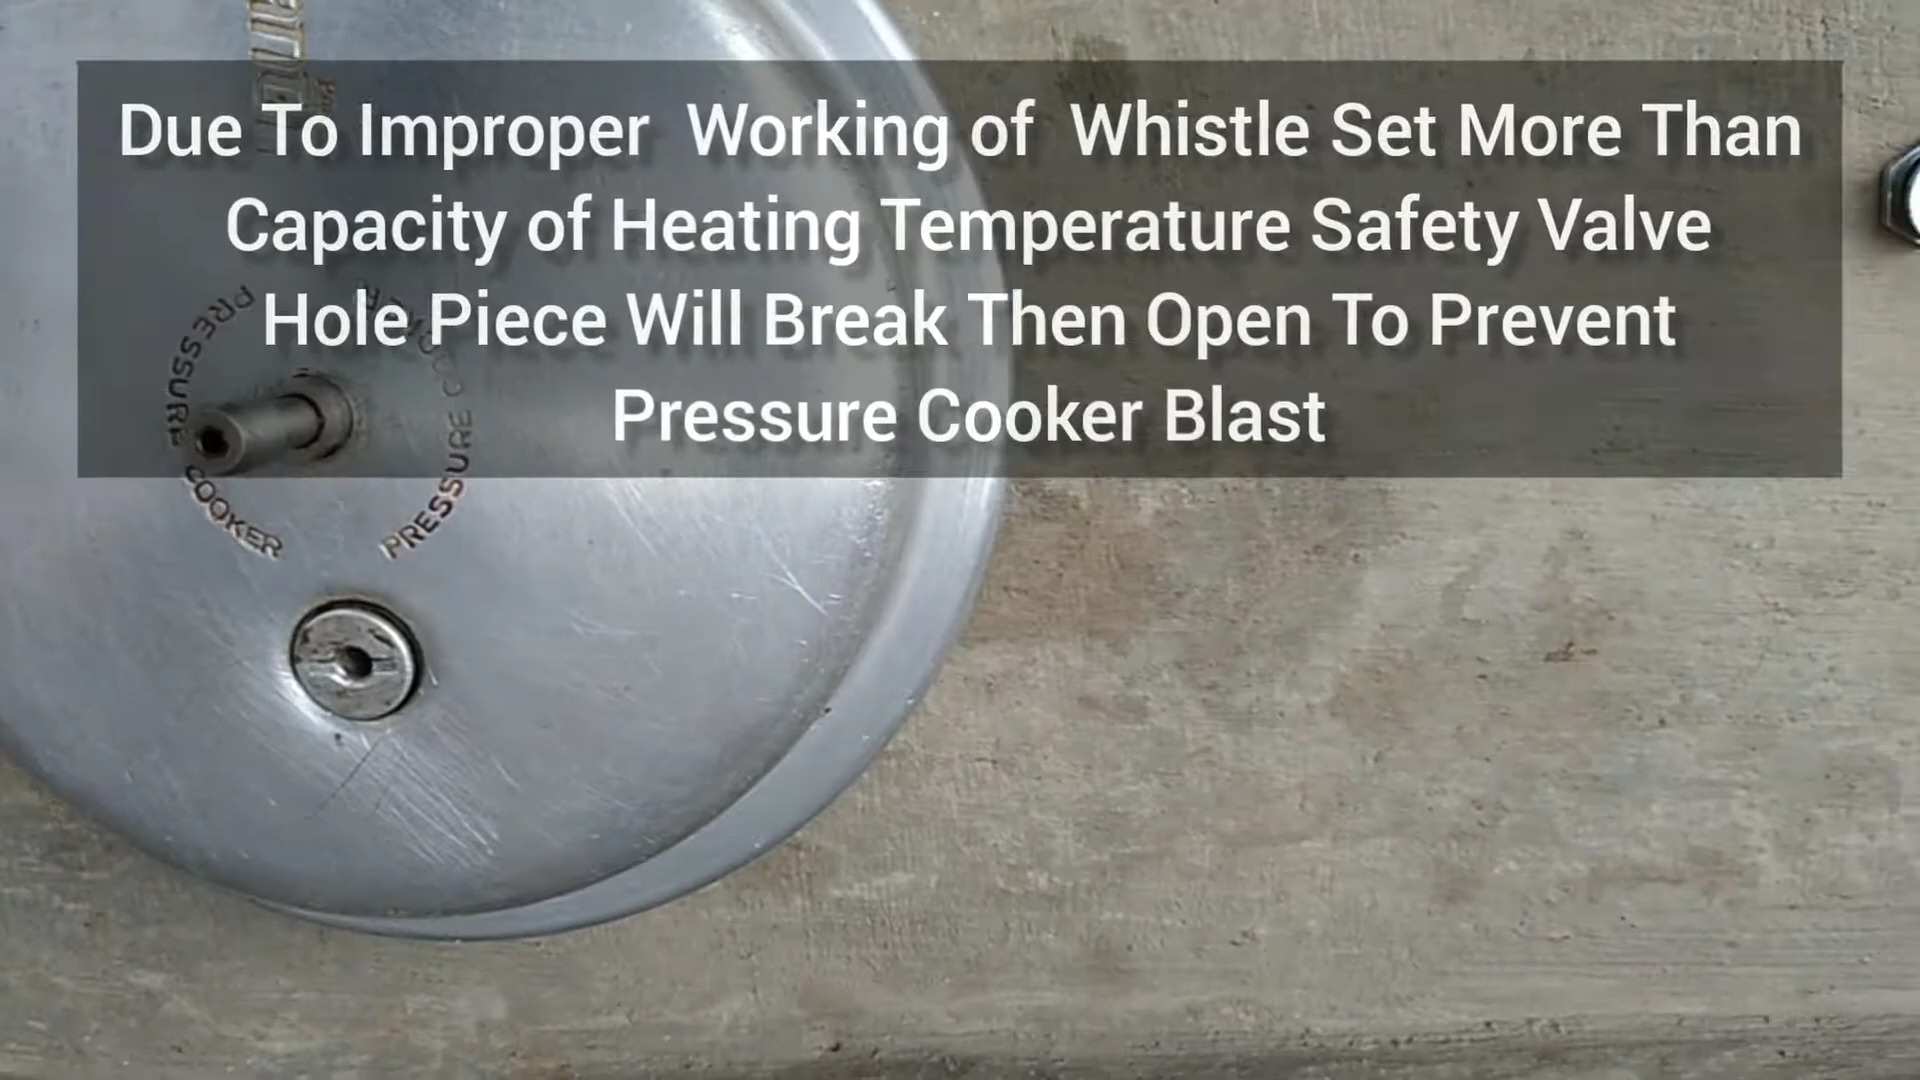 Due To Improper Working of Whistle Set More Than
Capacity of Heating Temperature Safety Valve
Hole Piece Will Break Then Open To Prevent
Pressure Cooker Blast
PRESSURE COOKER
PRESSURE COOKER